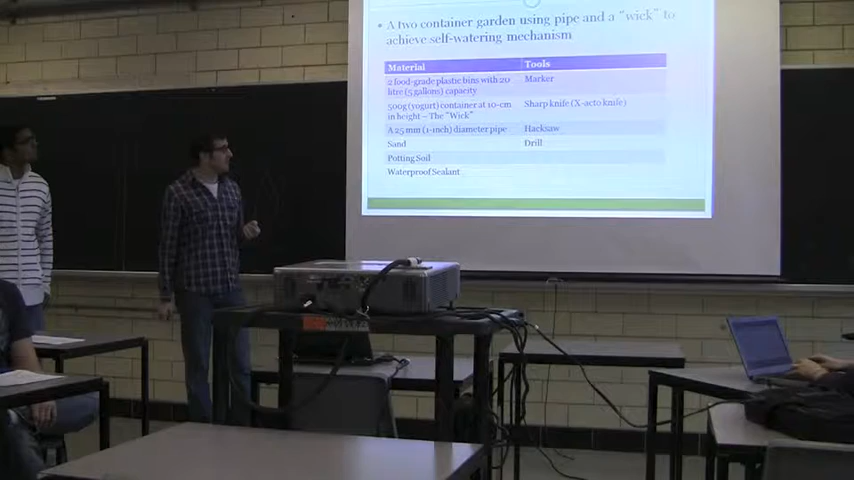 • A two container garden using pipe and a "wick" to
achieve self-watering mechanism
Material Tools
2 food-grade plastic bins with 20 Marker
litre (5 gallons) capacity
500g (yogurt) container at 10-cm Sharp knife (X-acto knife)
in height – The "Wick"
A 25 mm (1-inch) diameter pipe Hacksaw
Sand Drill
Potting Soil
Waterproof Sealant